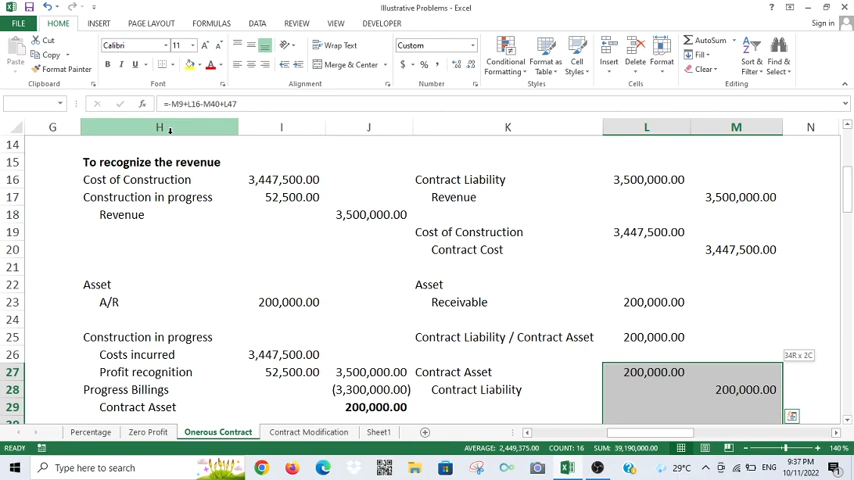 Illustrative Problems - Excel
Sign in
FILE HOME INSERT PAGE LAYOUT FORMULAS DATA REVIEW VIEW DEVELOPER
Paste
Cut
Copy
Format Painter
Clipboard
Calibri 11
B I U
Font
Wrap Text
Merge & Center
Alignment
Custom
$ % ,
Number
Conditional Formatting
Format as Table
Cell Styles
Styles
Insert Delete Format
Cells
AutoSum
Fill
Clear
Sort & Filter
Find & Select
Editing
=-M9+L16-M40+L47
G H I J K L M N
14
15 To recognize the revenue
16 Cost of Construction 3,447,500.00 Contract Liability 3,500,000.00
17 Construction in progress 52,500.00 Revenue 3,500,000.00
18 Revenue 3,500,000.00
19 Cost of Construction 3,447,500.00
20 Contract Cost 3,447,500.00
21
22 Asset Asset
23 A/R 200,000.00 Receivable 200,000.00
24
25 Construction in progress Contract Liability / Contract Asset 200,000.00
26 Costs incurred 3,447,500.00 34R x 2C
27 Profit recognition 52,500.00 3,500,000.00 Contract Asset 200,000.00
28 Progress Billings (3,300,000.00) Contract Liability 200,000.00
29 Contract Asset 200,000.00
Percentage Zero Profit Onerous Contract Contract Modification Sheet1
READY AVERAGE: 2,449,375.00 COUNT: 16 SUM: 39,190,000.00 140 %
Type here to search
29°C ENG 9:37 PM 10/11/2022